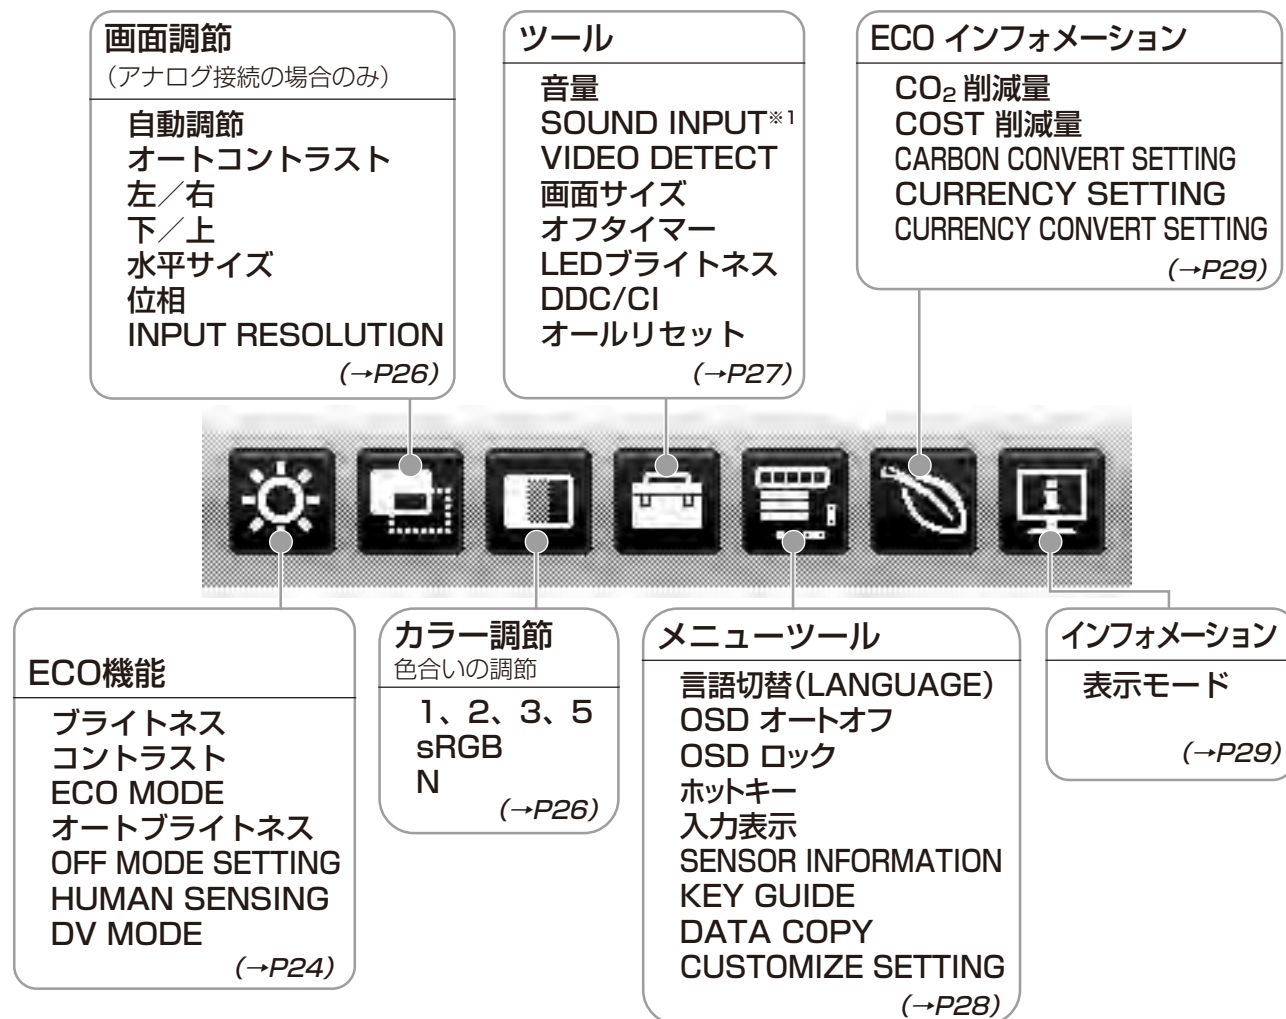 画面調節
（アナログ接続の場合のみ）
自動調節
オートコントラスト
左／右
下／上
水平サイズ
位相
INPUT RESOLUTION
(→P26)
ツール
音量
SOUND INPUT※1
VIDEO DETECT
画面サイズ
オフタイマー
LEDブライトネス
DDC/CI
オールリセット
(→P27)
ECO インフォメーション
CO₂ 削減量
COST 削減量
CARBON CONVERT SETTING
CURRENCY SETTING
CURRENCY CONVERT SETTING
(→P29)
ECO機能
ブライトネス
コントラスト
ECO MODE
オートブライトネス
OFF MODE SETTING
HUMAN SENSING
DV MODE
(→P24)
カラー調節
色合いの調節
1、2、3、5
sRGB
N
(→P26)
メニューツール
言語切替（LANGUAGE）
OSD オートオフ
OSD ロック
ホットキー
入力表示
SENSOR INFORMATION
KEY GUIDE
DATA COPY
CUSTOMIZE SETTING
(→P28)
インフォメーション
表示モード
(→P29)